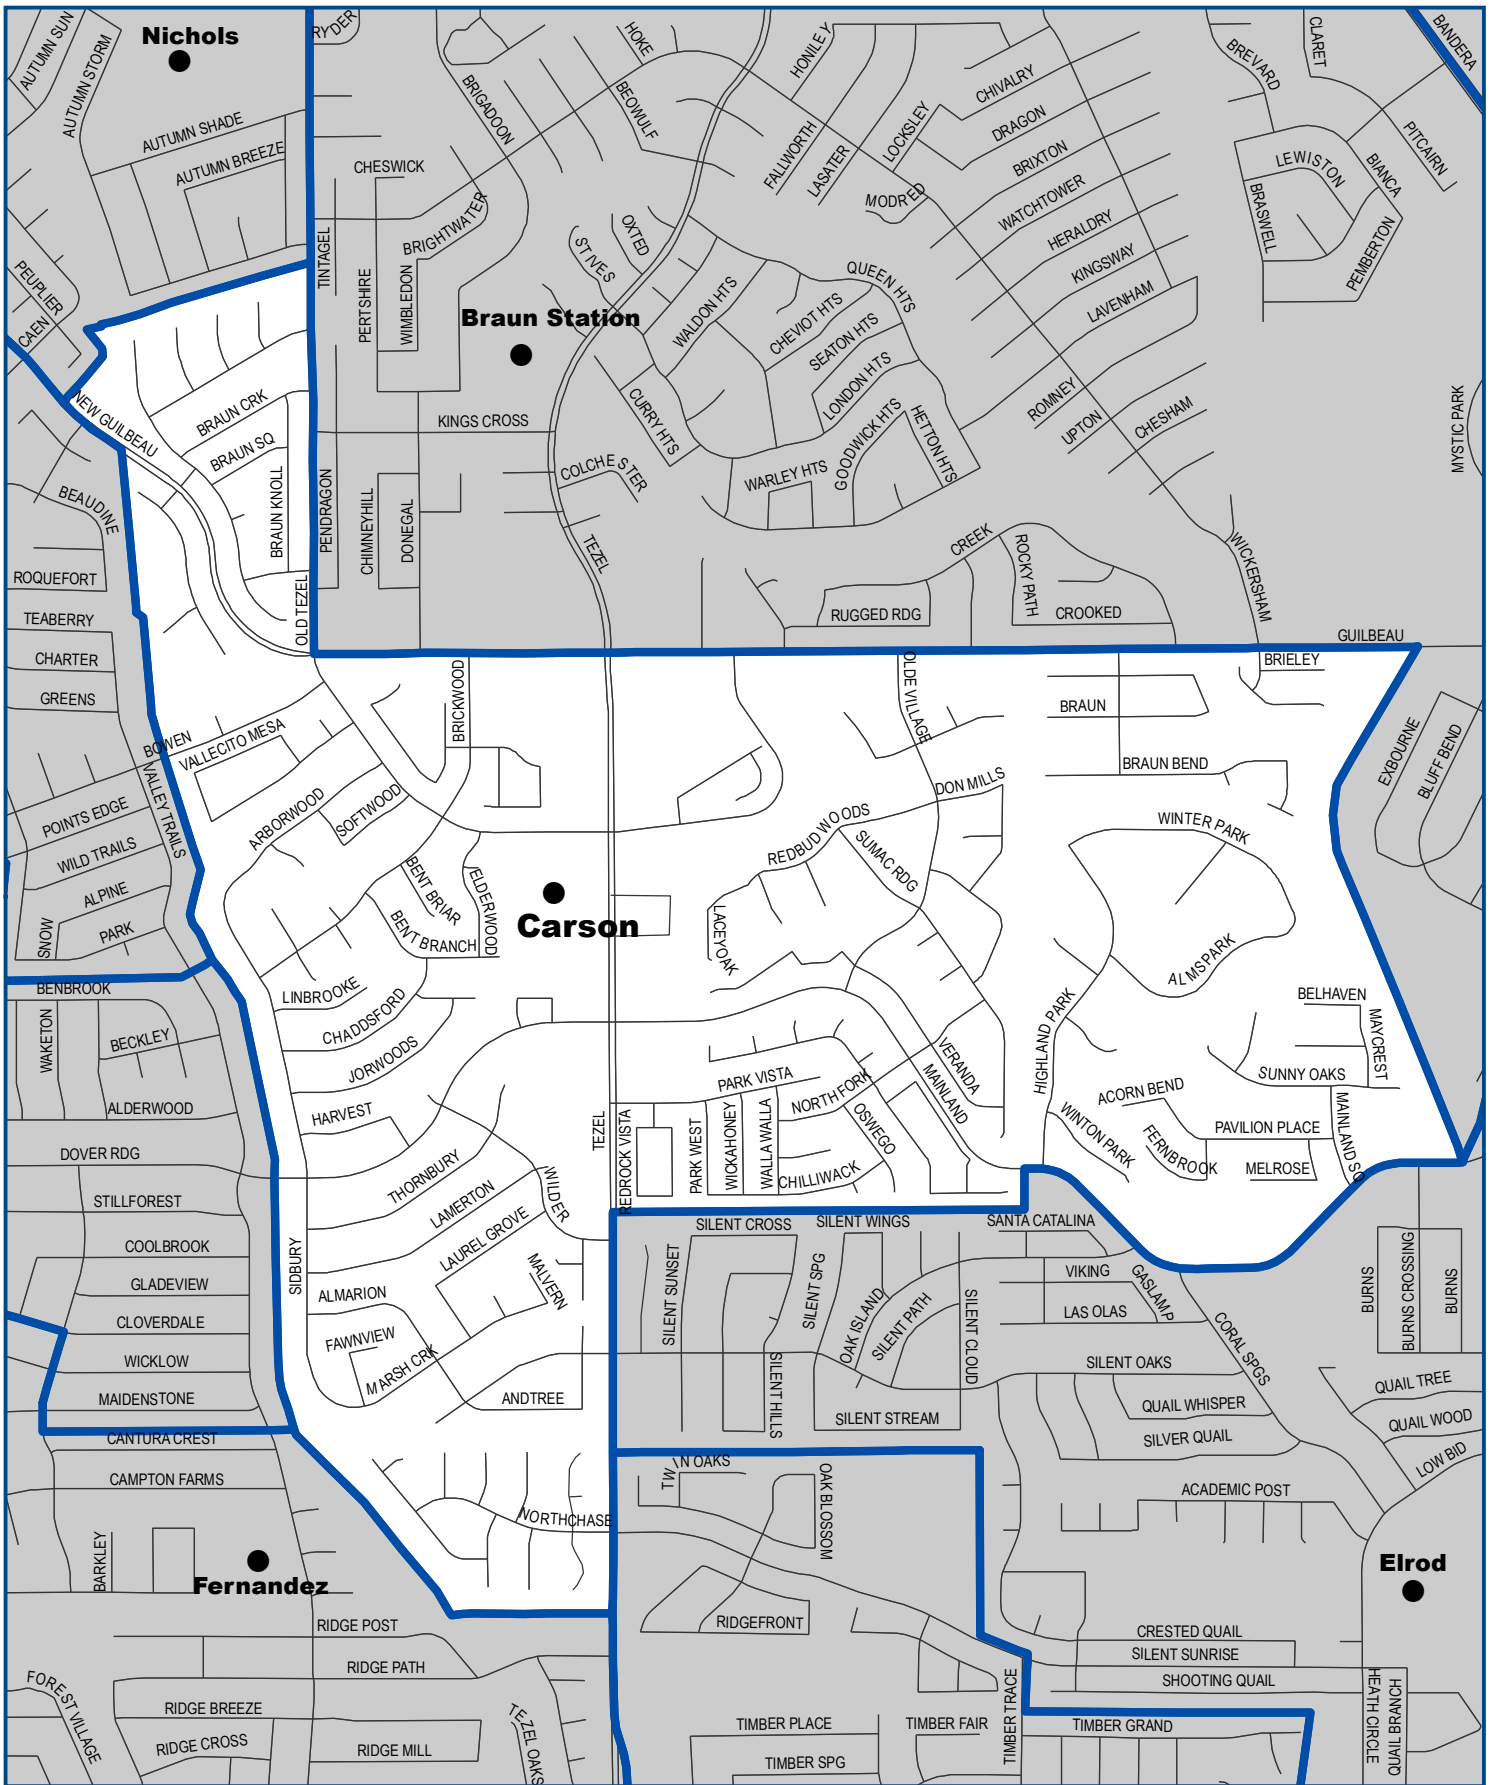 Nichols
AUTUMN SUN
AUTUMN STORM
AUTUMN SHADE
AUTUMN BREEZE
PEUPLIER
CAEN
RYDER
CHESWICK
BRIGADOON
HOKE
BEOWULF
HONILEY
FALLWORTH
LASATER
LOCKSLEY
MODRED
CHIVALRY
DRAGON
BRIXTON
WATCHTOWER
HERALDRY
KINGSWAY
LAVENHAM
BREVARD
CLARET
BANDERA
PITCAIRN
BIANCA
LEWISTON
BRASWELL
PEMBERTON
TINTAGEL
PERTSHIRE
WIMBLEDON
BRIGHTWATER
STIVES
OXTED
Braun Station
WALDON HTS
QUEEN HTS
CHEVIOT HTS
SEATON HTS
LONDON HTS
CURRY HTS
GOODWICK HTS
HETTON HTS
WARLEY HTS
ROMNEY
UPTON
CHESHAM
MYSTIC PARK
NEW GUILBEAU
BRAUN CRK
BRAUN SQ
BRAUN KNOLL
KINGS CROSS
COLCHESTER
PENDRAGON
CHIMNEYHILL
DONEGAL
TEZEL
OLD TEZEL
BEAUDINE
ROQUEFORT
TEABERRY
CHARTER
GREENS
CREEK
ROCKY PATH
CROOKED
RUGGED RDG
WICKERSHAM
GUILBEAU
BRIELEY
BRICKWOOD
OLDE VILLAGE
BRAUN
BRAUN BEND
EXBOURNE
BLUFF BEND
BOWEN
VALLECITO MESA
VALLEY TRAILS
POINTS EDGE
WILD TRAILS
ALPINE
PARK
SNOW
ARBORWOOD
SOFTWOOD
BENT BRIAR
BENT BRANCH
ELDERWOOD
Carson
DON MILLS
REDBUD WOODS
SUMAC RDG
LACEYOAK
WINTER PARK
ALMSPARK
HIGHLAND PARK
BELHAVEN
MAYCREST
SUNNY OAKS
BENBROOK
WAKETON
BECKLEY
ALDERWOOD
LINBROOKE
CHADDSFORD
JORWOODS
HARVEST
VERANDA
MAINLAND
PARK VISTA
NORTH FORK
OSWEGO
CHILLIWACK
WALLA WALLA
WICKAHONEY
PARK WEST
REDROCK VISTA
TEZEL
ACORN BEND
WINTON PARK
FERNBROOK
PAVILION PLACE
MELROSE
MAINLAND SQ
DOVER RDG
STILLFOREST
COOLBROOK
GLADEVIEW
CLOVERDALE
WICKLOW
MAIDENSTONE
CANTURA CREST
CAMPTON FARMS
SIDBURY
THORNBURY
LAMERTON
LAUREL GROVE
WILDER
MALVERN
ALMARION
FAWNVIEW
MARSH CRK
ANDTREE
NORTHCHASE
SILENT CROSS
SILENT WINGS
SANTA CATALINA
SILENT SUNSET
SILENT SPG
OAK ISLAND
SILENT PATH
SILENT CLOUD
VIKING
LAS OLAS
GASLAMP
CORAL SPGS
SILENT OAKS
SILENT HILLS
SILENT STREAM
QUAIL WHISPER
SILVER QUAIL
BURNS
BURNS CROSSING
BURNS
QUAIL TREE
QUAIL WOOD
LOW BID
ACADEMIC POST
TWIN OAKS
OAK BLOSSOM
RIDGEFRONT
Elrod
BARKLEY
Fernandez
RIDGE POST
RIDGE PATH
RIDGE BREEZE
RIDGE CROSS
RIDGE MILL
FOREST VILLAGE
TEZEL OAKS
CRESTED QUAIL
SILENT SUNRISE
SHOOTING QUAIL
TIMBER TRACE
TIMBER PLACE
TIMBER FAIR
TIMBER GRAND
TIMBER SPG
HEATH CIRCLE
QUAIL BRANCH